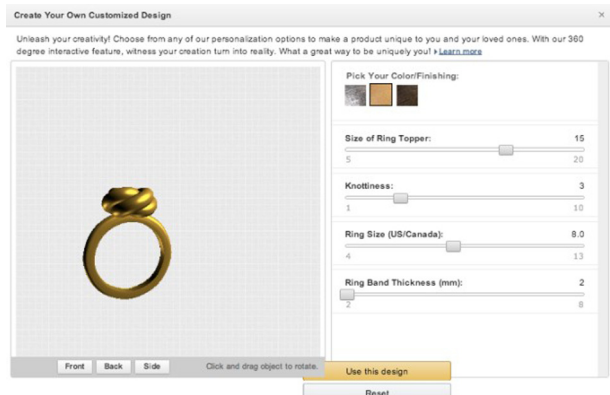 Create Your Own Customized Design
×
Unleash your creativity! Choose from any of our personalization options to make a product unique to you and your loved ones. With our 360
degree interactive feature, witness your creation turn into reality. What a great way to be uniquely you! Learn more
Pick Your Color/Finishing:
Size of Ring Topper: 15
5 20
Knottiness: 3
1 10
Ring Size (US/Canada): 8.0
4 13
Ring Band Thickness (mm): 2
2 8
Front Back Side Click and drag object to rotate.
Use this design
Reset